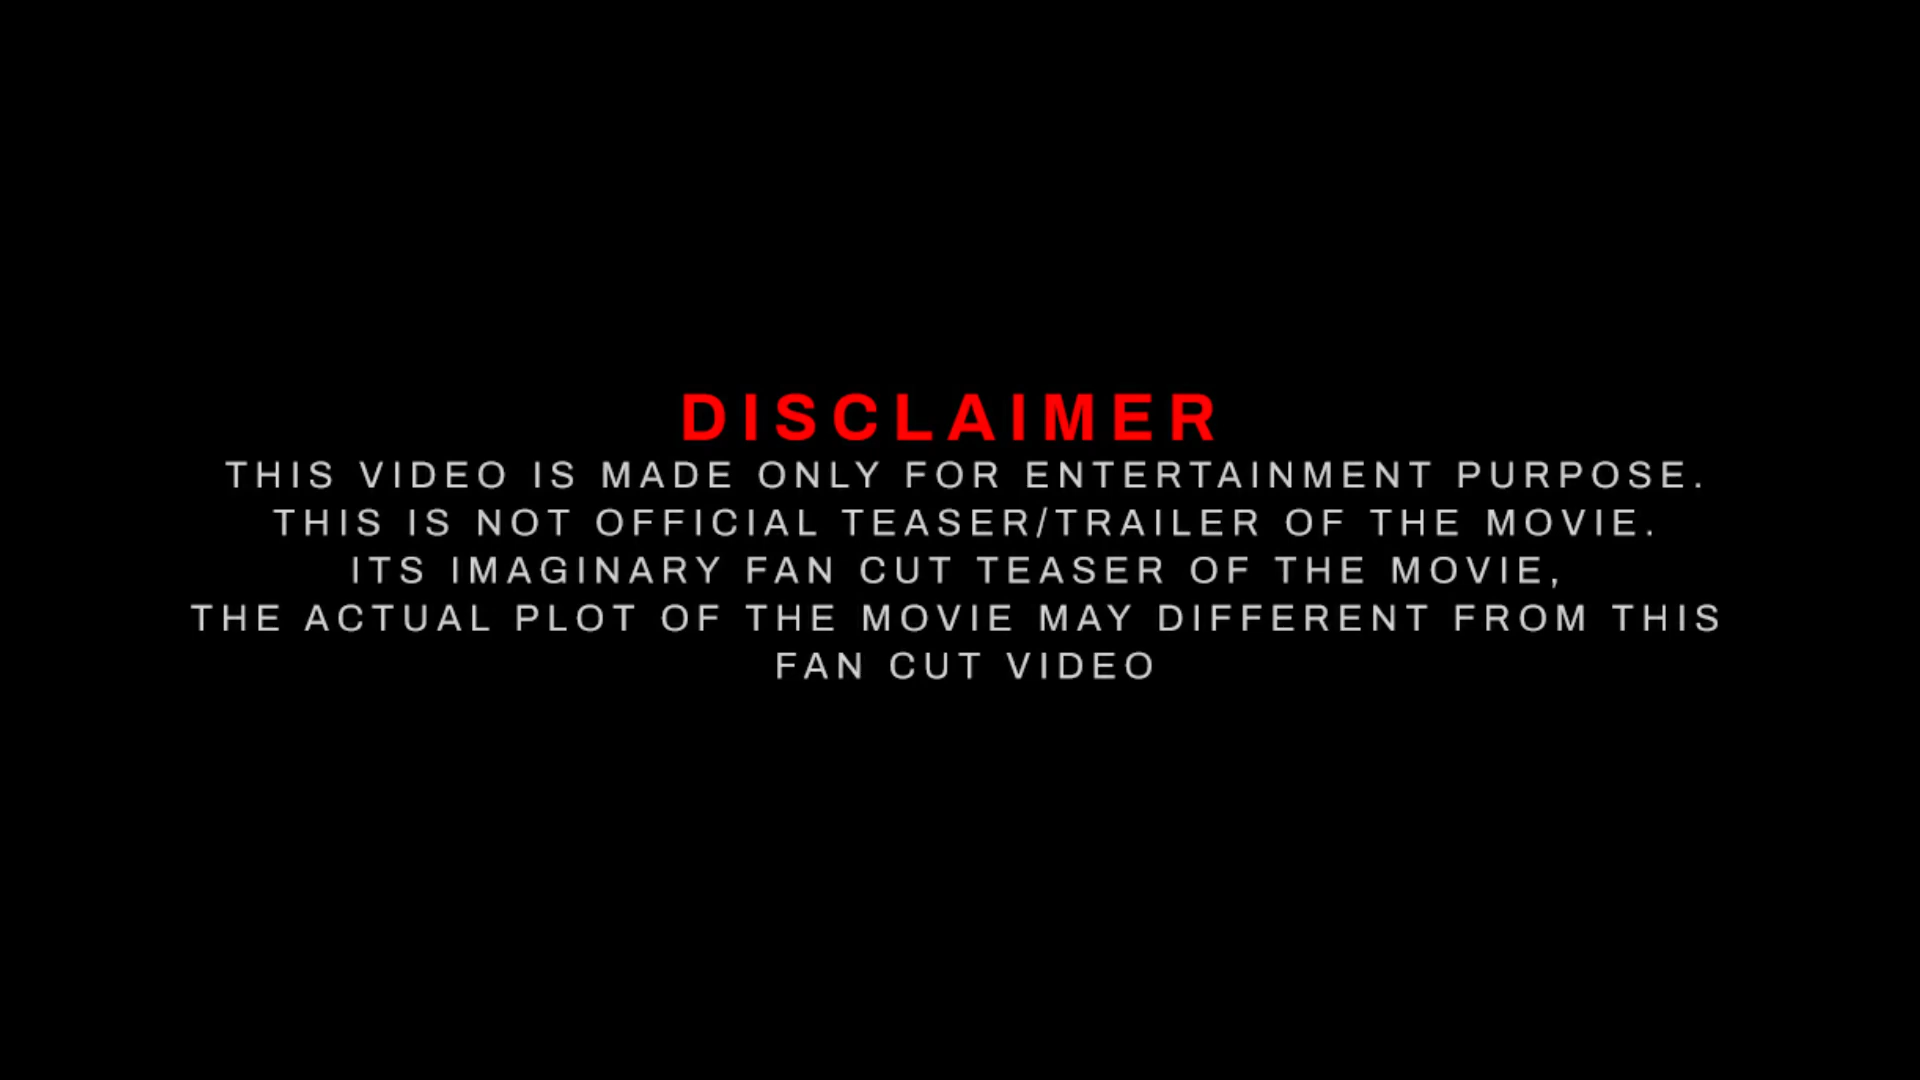 DISCLAIMER
THIS VIDEO IS MADE ONLY FOR ENTERTAINMENT PURPOSE.
THIS IS NOT OFFICIAL TEASER/TRAILER OF THE MOVIE.
ITS IMAGINARY FAN CUT TEASER OF THE MOVIE,
THE ACTUAL PLOT OF THE MOVIE MAY DIFFERENT FROM THIS
FAN CUT VIDEO